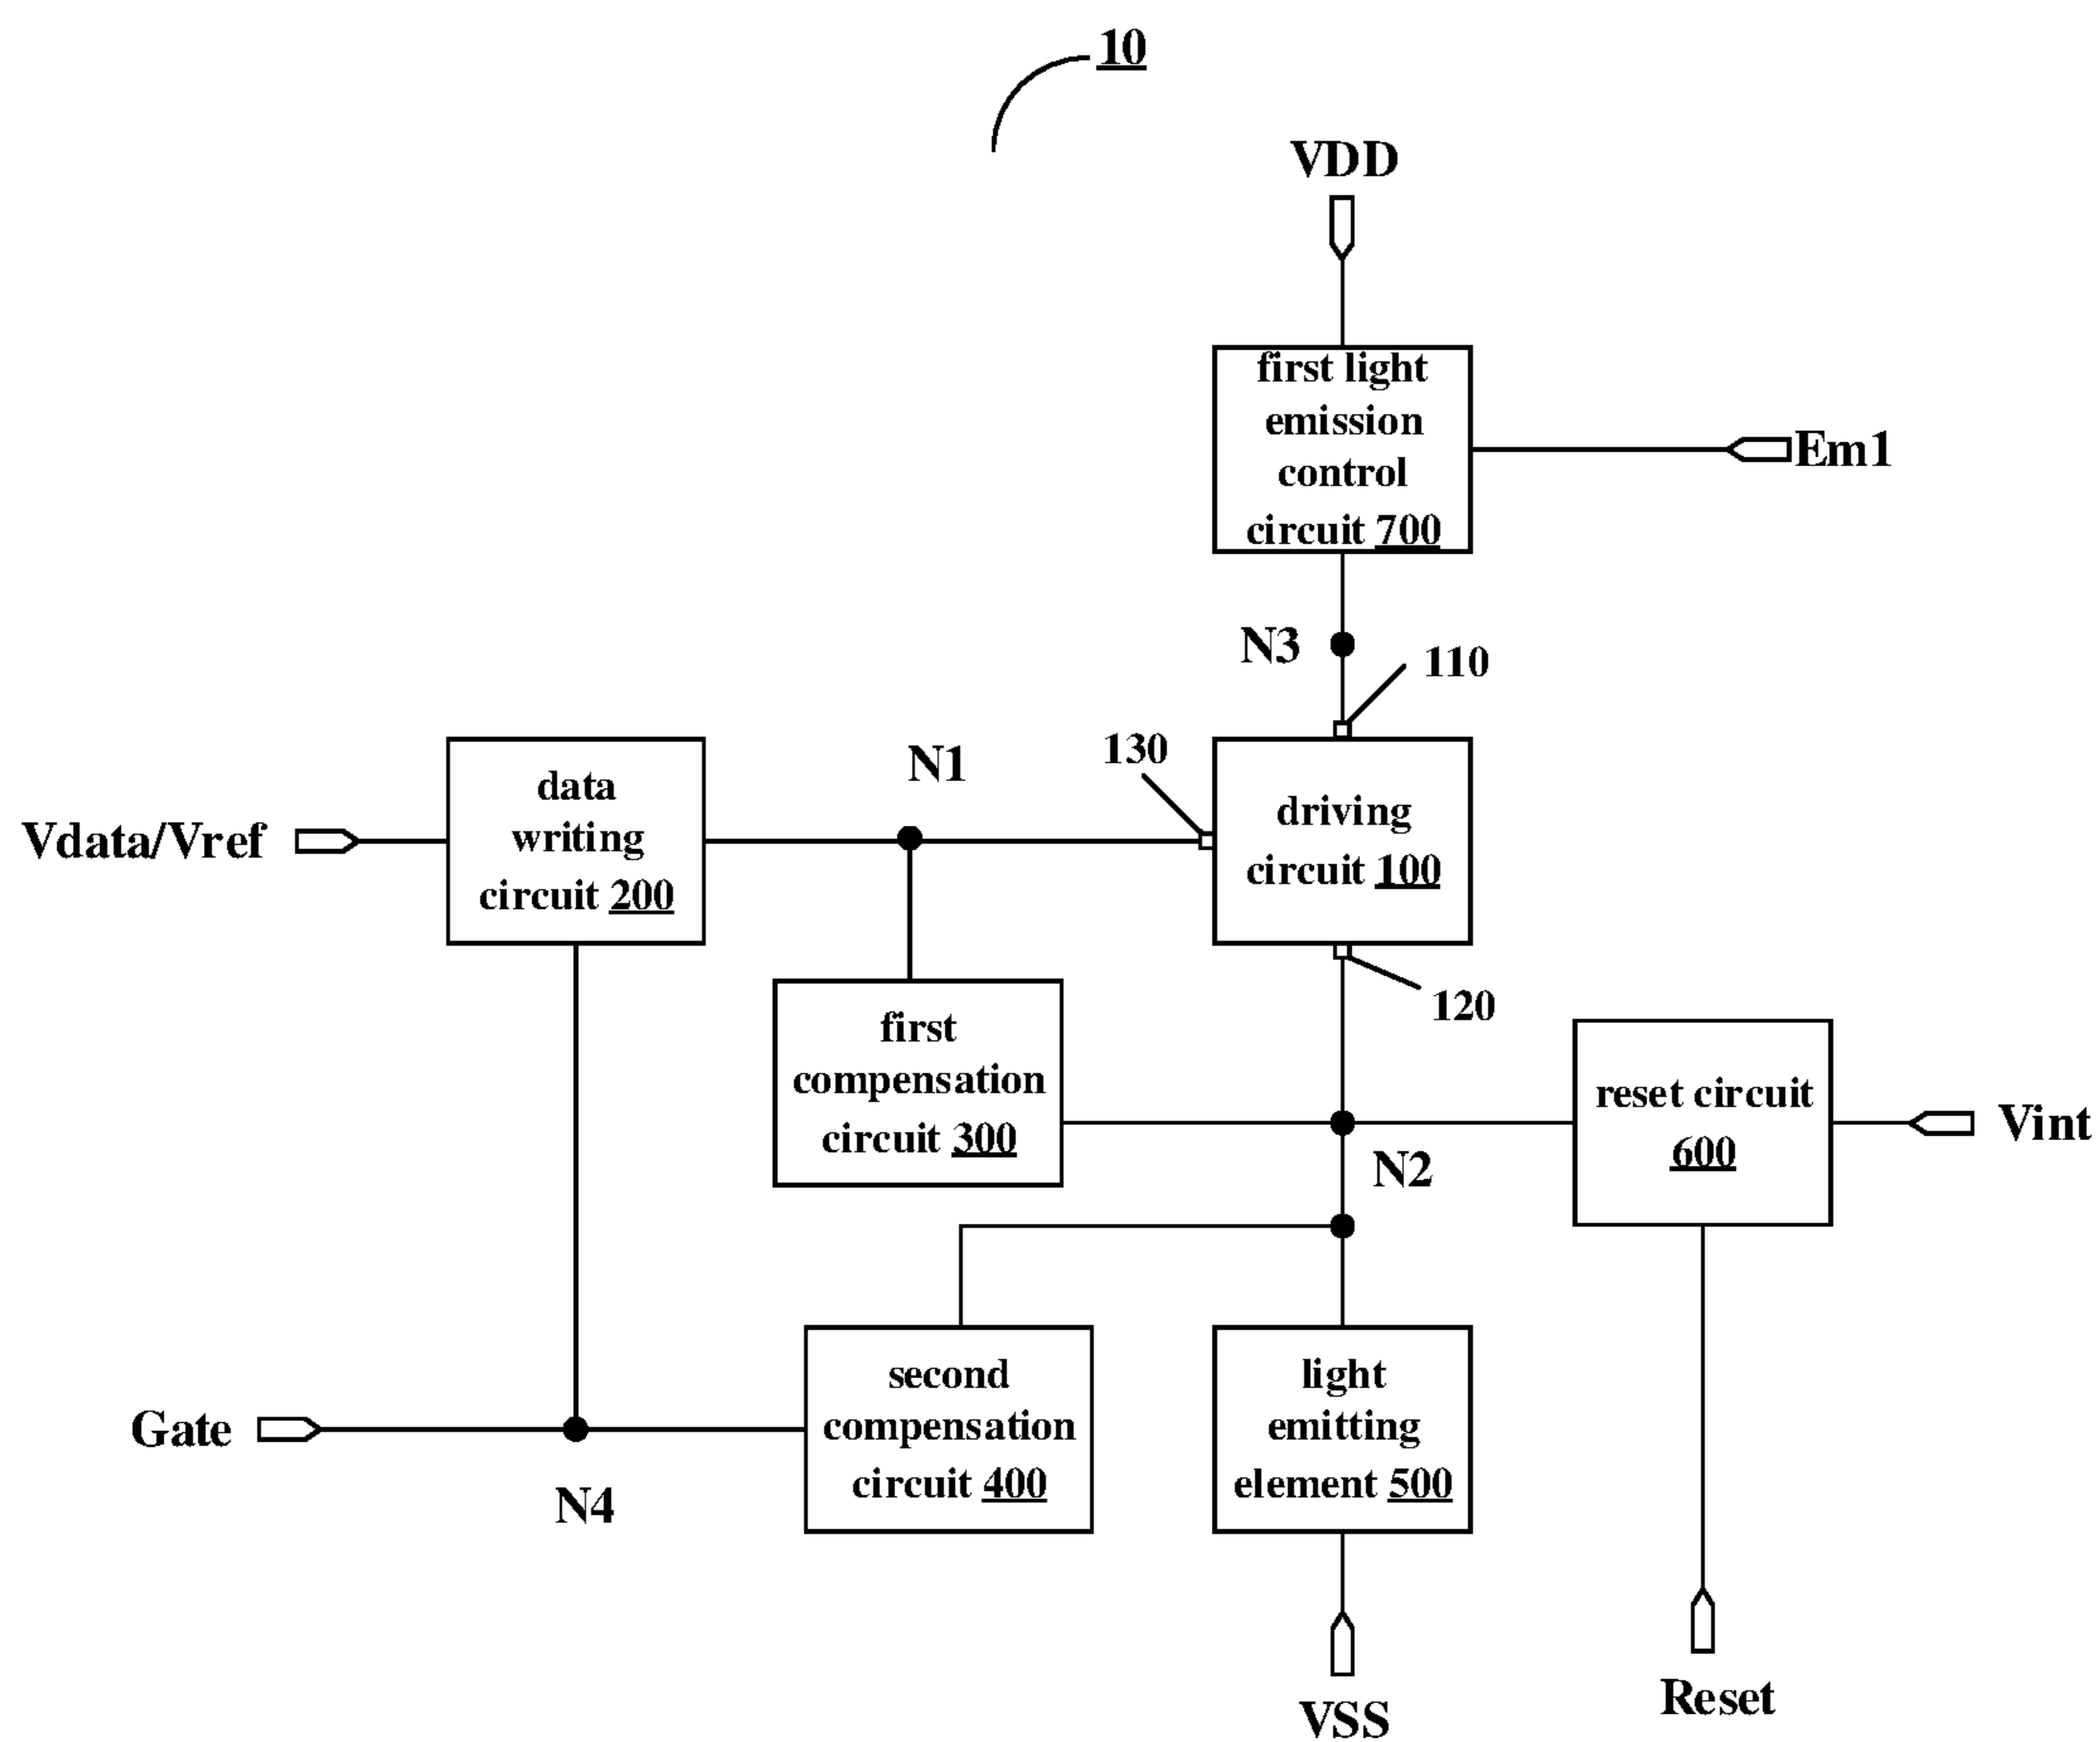 10
VDD
first light
emission
control
circuit 700
Em1
N3
110
130
N1
data
writing
circuit 200
driving
circuit 100
Vdata/Vref
120
first
compensation
circuit 300
reset circuit
600
Vint
N2
second
compensation
circuit 400
light
emitting
element 500
Gate
N4
Reset
VSS